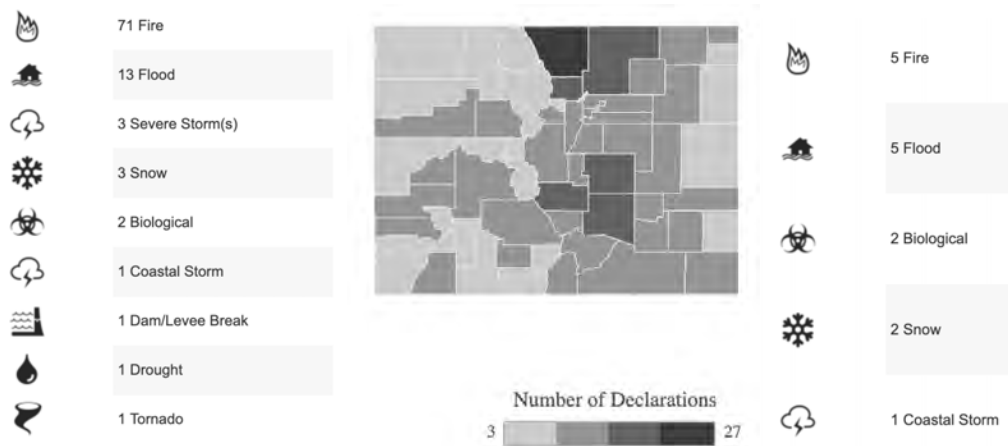 71 Fire
13 Flood
3 Severe Storm(s)
3 Snow
2 Biological
1 Coastal Storm
1 Dam/Levee Break
1 Drought
1 Tornado
Number of Declarations
3 27
5 Fire
5 Flood
2 Biological
2 Snow
1 Coastal Storm